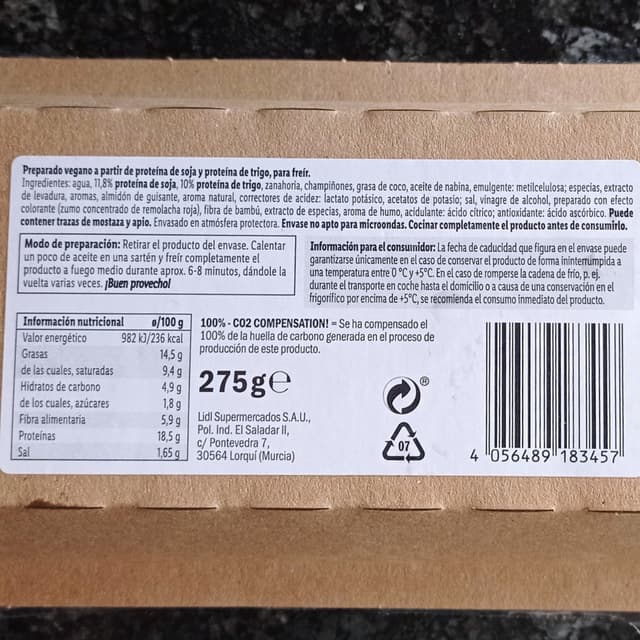 Preparado vegano a partir de proteína de soja y proteína de trigo, para freír.
Ingredientes: agua, 11,8% proteína de soja, 10% proteína de trigo, zanahoria, champiñones, grasa de coco, aceite de nabina, emulgente: metilcelulosa; especias, extracto
de levadura, aromas, almidón de guisante, aroma natural, correctores de acidez: lactato potásico, acetatos de potasio; sal, vinagre de alcohol, preparado con efecto
colorante (zumo concentrado de remolacha roja), fibra de bambú, extracto de especias, aroma de humo, acidulante: ácido cítrico; antioxidante: ácido ascórbico. Puede
contener trazas de mostaza y apio. Envasado en atmósfera protectora. Envase no apto para microondas. Cocinar completamente el producto antes de consumirlo.
Modo de preparación: Retirar el producto del envase. Calentar
un poco de aceite en una sartén y freír completamente el
producto a fuego medio durante aprox. 6-8 minutos, dándole la
vuelta varias veces. ¡Buen provecho!
Información para el consumidor: La fecha de caducidad que figura en el envase puede
garantizarse únicamente en el caso de conservar el producto de forma ininterrumpida a
una temperatura entre 0 °C y +5°C. En el caso de romperse la cadena de frío, p. ej.
durante el transporte en coche hasta el domicilio o a causa de una conservación en el
frigorífico por encima de +5°C, se recomienda el consumo inmediato del producto.
Información nutricional ø/100 g
Valor energético 982 kJ/236 kcal
Grasas 14,5 g
de las cuales, saturadas 9,4 g
Hidratos de carbono 4,9 g
de los cuales, azúcares 1,8 g
Fibra alimentaria 5,9 g
Proteínas 18,5 g
Sal 1,65 g
100% - CO2 COMPENSATION! = Se ha compensado el
100% de la huella de carbono generada en el proceso de
producción de este producto.
275g e
Lidl Supermercados S.A.U.,
Pol. Ind. El Saladar II,
c/ Pontevedra 7,
30564 Lorquí (Murcia)
®
07
4 056489 183457